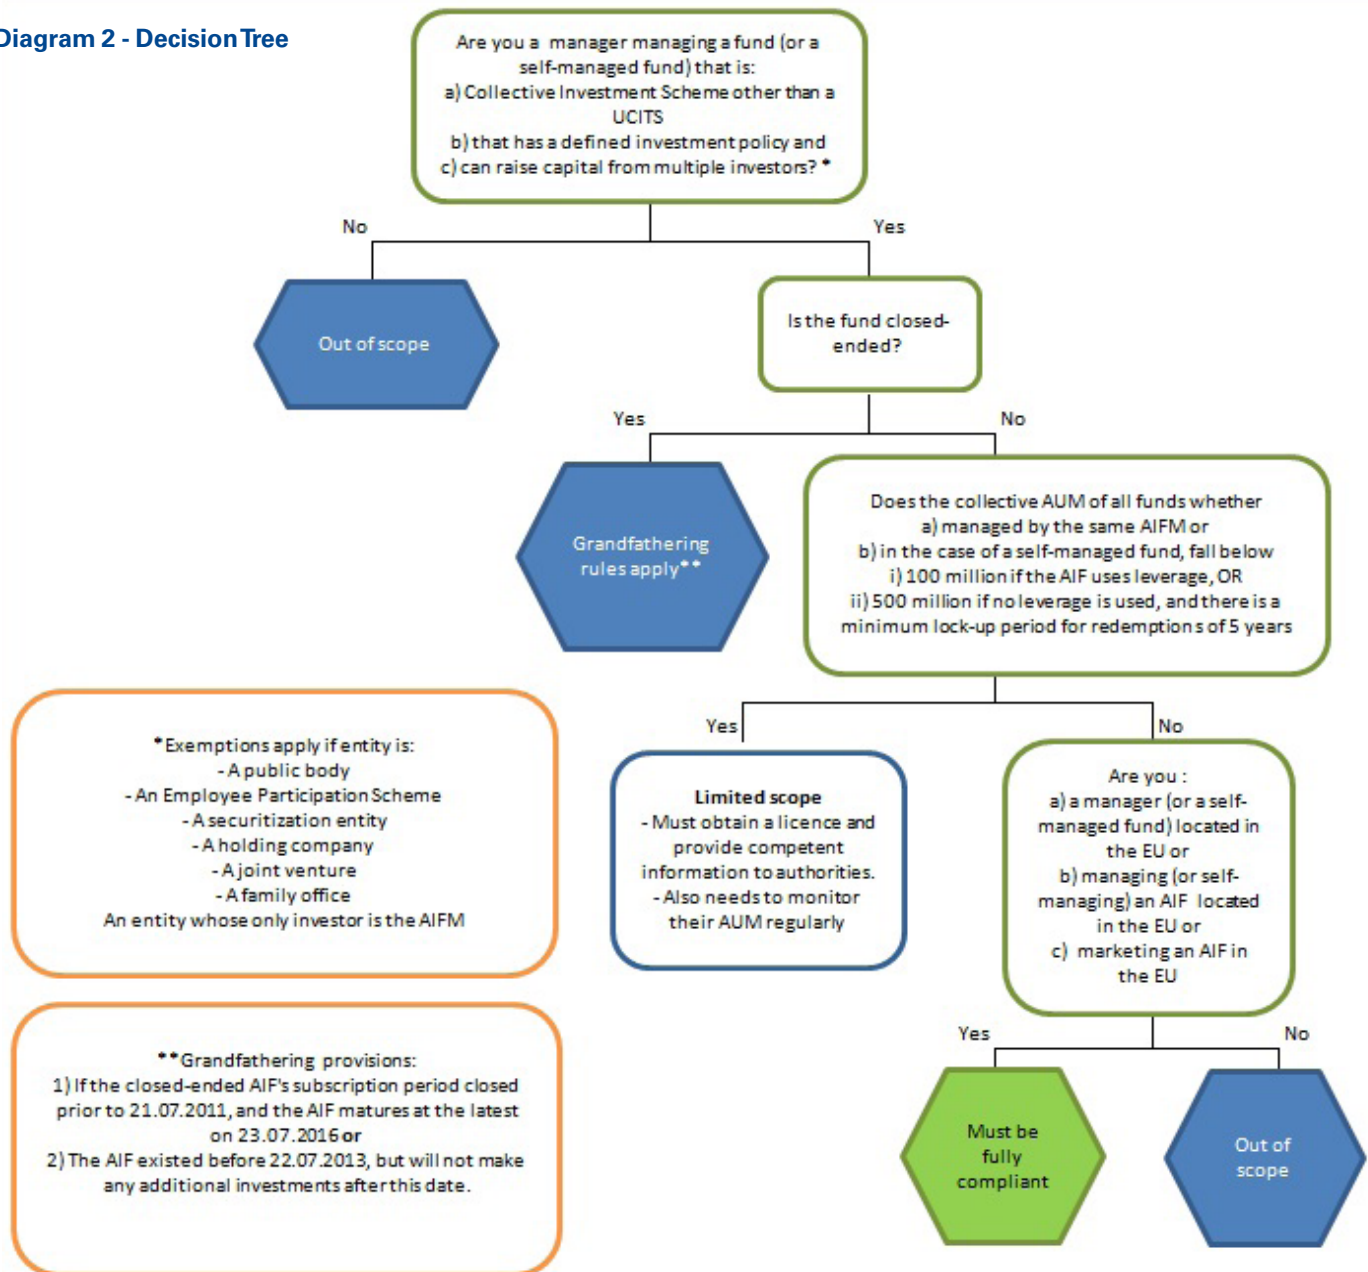 Diagram 2 - Decision Tree
Are you a manager managing a fund (or a
self-managed fund) that is:
a) Collective Investment Scheme other than a
UCITS
b) that has a defined investment policy and
c) can raise capital from multiple investors? *
No
Yes
Out of scope
Is the fund closed-
ended?
Yes
No
Grandfathering
rules apply**
Does the collective AUM of all funds whether
a) managed by the same AIFM or
b) in the case of a self-managed fund, fall below
i) 100 million if the AIF uses leverage, OR
ii) 500 million if no leverage is used, and there is a
minimum lock-up period for redemptions of 5 years
Yes
No
*Exemptions apply if entity is:
- A public body
- An Employee Participation Scheme
- A securitization entity
- A holding company
- A joint venture
- A family office
An entity whose only investor is the AIFM
Limited scope
- Must obtain a licence and
provide competent
information to authorities.
- Also needs to monitor
their AUM regularly
Are you :
a) a manager (or a self-
managed fund) located in
the EU or
b) managing (or self-
managing) an AIF located
in the EU or
c) marketing an AIF in
the EU
Yes
No
**Grandfathering provisions:
1) If the closed-ended AIF's subscription period closed
prior to 21.07.2011, and the AIF matures at the latest
on 23.07.2016 or
2) The AIF existed before 22.07.2013, but will not make
any additional investments after this date.
Must be
fully
compliant
Out of
scope